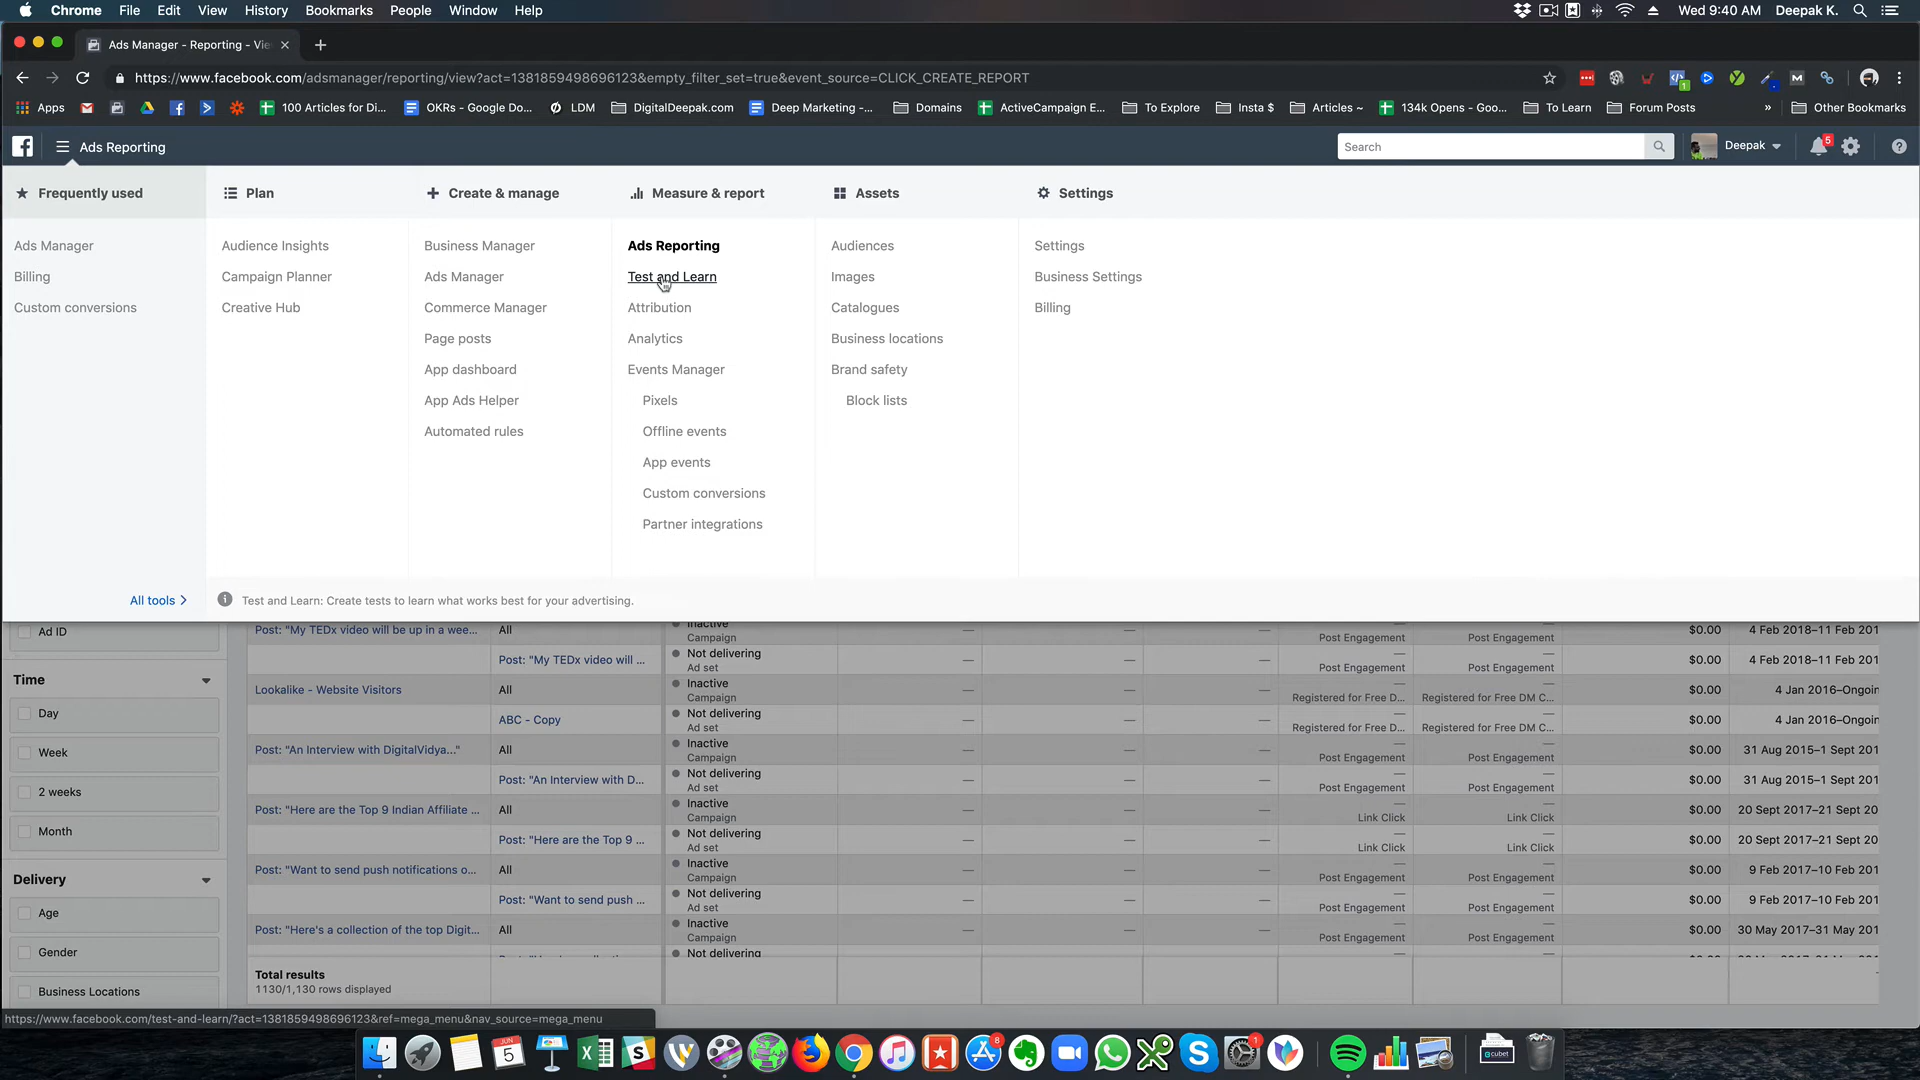 Chrome File Edit View History Bookmarks People Window Help Wed 9:40 AM Deepak K.
Ads Manager - Reporting - Vie
https://www.facebook.com/adsmanager/reporting/view?act=1381859498696123&empty_filter_set=true&event_source=CLICK_CREATE_REPORT
Apps 100 Articles for Di... OKRs - Google Do... LDM DigitalDeepak.com Deep Marketing -... Domains ActiveCampaign E... To Explore Insta $ Articles ~ 134k Opens - Goo... To Learn Forum Posts » Other Bookmarks
Ads Reporting Search Deepak 5
Frequently used Plan Create & manage Measure & report Assets Settings
Ads Manager Audience Insights Business Manager Ads Reporting Audiences Settings
Billing Campaign Planner Ads Manager Test and Learn Images Business Settings
Custom conversions Creative Hub Commerce Manager Attribution Catalogues Billing
Page posts Analytics Business locations
App dashboard Events Manager Brand safety
App Ads Helper Pixels Block lists
Automated rules Offline events
App events
Custom conversions
Partner integrations
All tools Test and Learn: Create tests to learn what works best for your advertising.
Ad ID Post: "My TEDx video will be up in a wee... All Inactive — — — — — $0.00 4 Feb 2018–11 Feb 201
Campaign Post Engagement Post Engagement
Post: "My TEDx video will ... Not delivering — — — — — $0.00 4 Feb 2018–11 Feb 201
Ad set Post Engagement Post Engagement
Time
Lookalike - Website Visitors All Inactive — — — — — $0.00 4 Jan 2016–Ongoin
Campaign Registered for Free D... Registered for Free DM C...
Day ABC - Copy Not delivering — — — — — $0.00 4 Jan 2016–Ongoin
Ad set Registered for Free D... Registered for Free DM C...
Week Post: "An Interview with DigitalVidya..." All Inactive — — — — — $0.00 31 Aug 2015–1 Sept 201
Campaign Post Engagement Post Engagement
Post: "An Interview with D... Not delivering — — — — — $0.00 31 Aug 2015–1 Sept 201
2 weeks Ad set Post Engagement Post Engagement
Post: "Here are the Top 9 Indian Affiliate ... All Inactive — — — — — $0.00 20 Sept 2017–21 Sept 20
Campaign Link Click Link Click
Month Post: "Here are the Top 9 ... Not delivering — — — — — $0.00 20 Sept 2017–21 Sept 20
Ad set Link Click Link Click
Delivery Post: "Want to send push notifications o... All Inactive — — — — — $0.00 9 Feb 2017–10 Feb 201
Campaign Post Engagement Post Engagement
Post: "Want to send push ... Not delivering — — — — — $0.00 9 Feb 2017–10 Feb 201
Age Ad set Post Engagement Post Engagement
Post: "Here's a collection of the top Digit... All Inactive — — — — — $0.00 30 May 2017–31 May 201
Campaign Post Engagement Post Engagement
Gender Not delivering
Total results
1130/1,130 rows displayed
Business Locations
https://www.facebook.com/test-and-learn/?act=1381859498696123&ref=mega_menu&nav_source=mega_menu
JUN 5 8 1 cubet